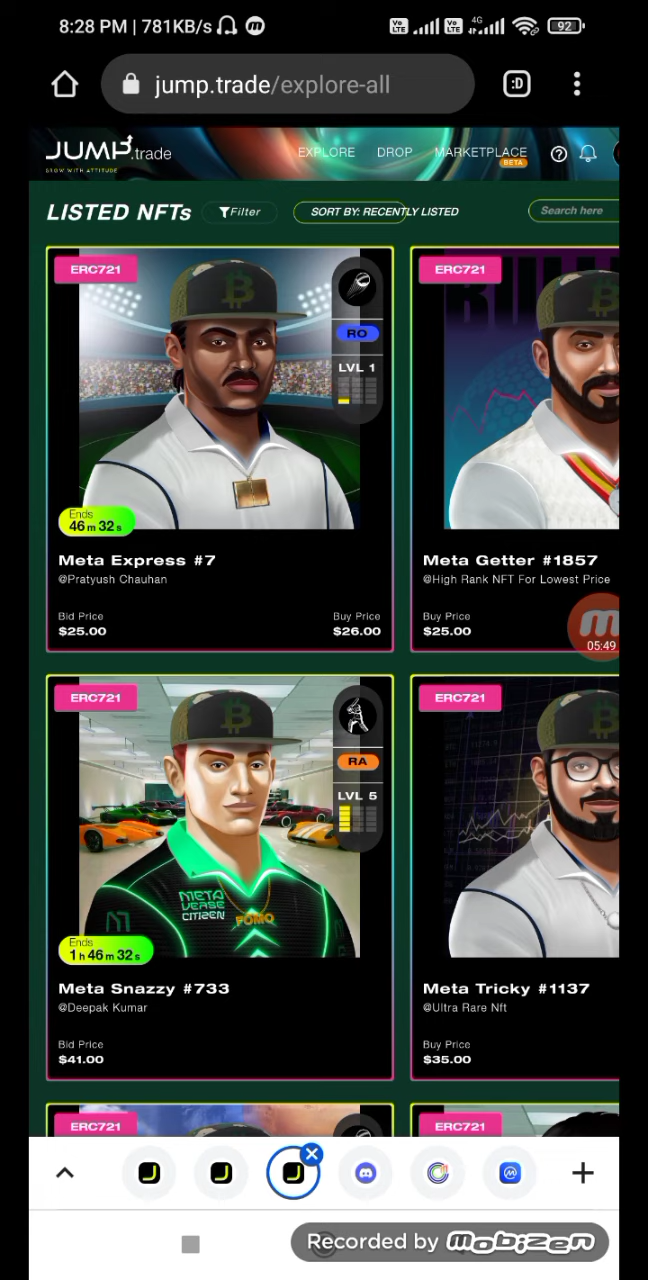 8:28 PM | 781KB/s
Vo LTE
Vo LTE
4G
92
jump.trade/explore-all
:D
JUMP.trade
GROW WITH ATTITUDE
EXPLORE DROP MARKETPLACE
BETA
LISTED NFTs
Filter
SORT BY: RECENTLY LISTED
Search here
ERC721
RO
LVL 1
Ends
46 m 32 s
Meta Express #7
@Pratyush Chauhan
Bid Price Buy Price
$25.00 $26.00
ERC721
Meta Getter #1857
@High Rank NFT For Lowest Price
Buy Price
$25.00
05:49
ERC721
RA
LVL 5
META
VERSE
CITIZEN
FOMO
Ends
1 h 46 m 32 s
Meta Snazzy #733
@Deepak Kumar
Bid Price
$41.00
ERC721
Meta Tricky #1137
@Ultra Rare Nft
Buy Price
$35.00
ERC721
ERC721
Recorded by Mobizen